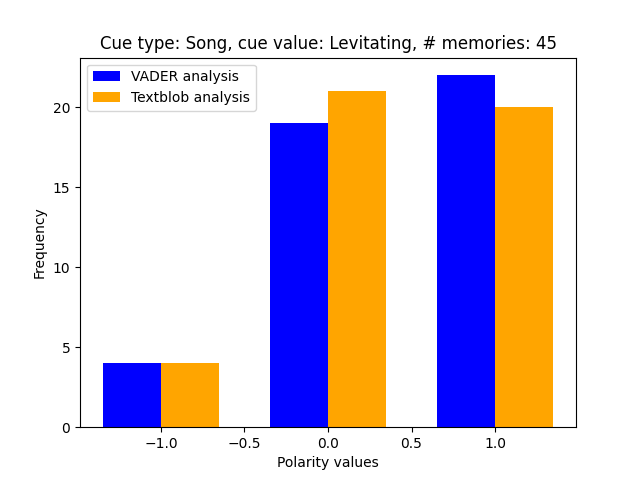 Cue type: Song, cue value: Levitating, # memories: 45
VADER analysis
Textblob analysis
Frequency
20
15
10
5
0
−1.0 −0.5 0.0 0.5 1.0
Polarity values